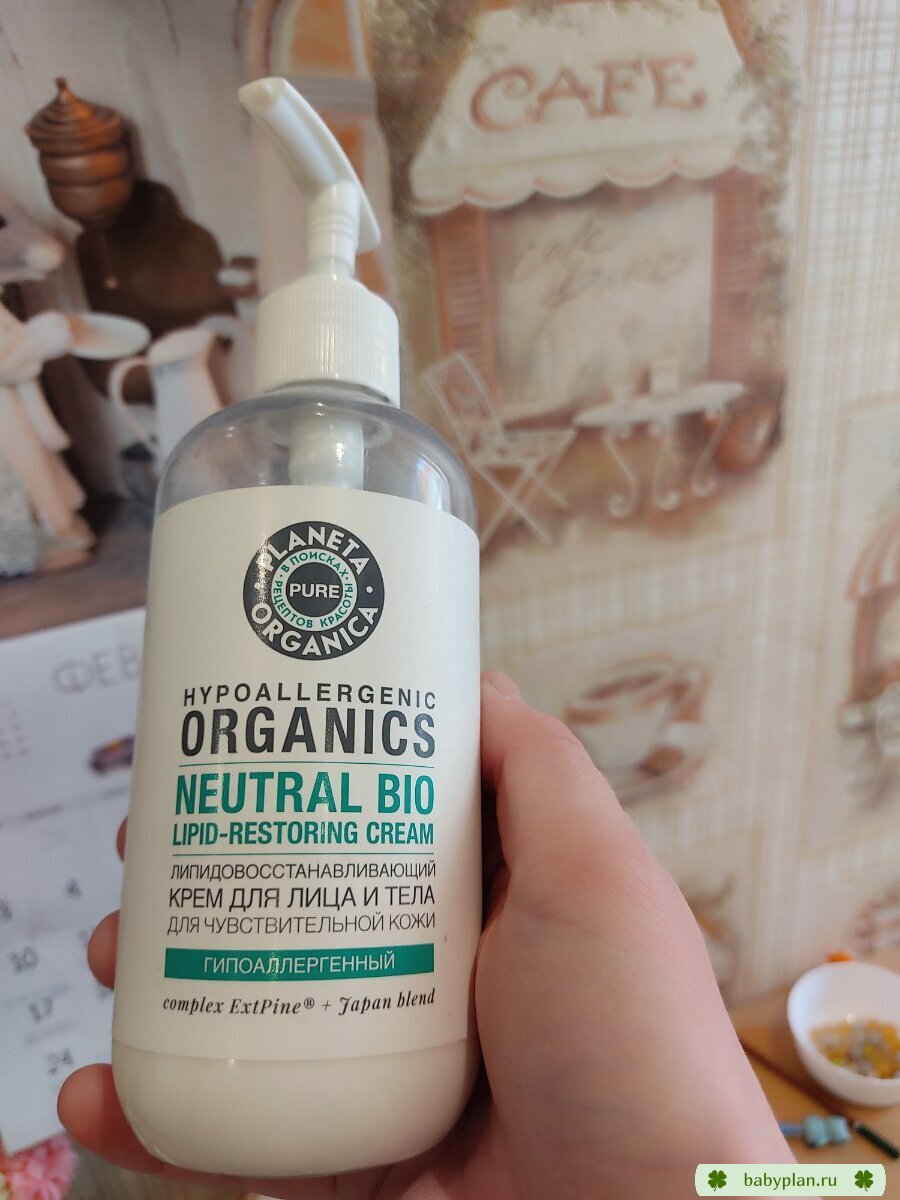 CAFE
PLANETA
В ПОИСКАХ
PURE
РЕЦЕПТОВ КРАСОТЫ
ORGANICA
ФЕВ
HYPOALLERGENIC
ORGANICS
NEUTRAL BIO
LIPID-RESTORING CREAM
ЛИПИДОВОССТАНАВЛИВАЮЩИЙ
КРЕМ ДЛЯ ЛИЦА И ТЕЛА
ДЛЯ ЧУВСТВИТЕЛЬНОЙ КОЖИ
ГИПОАЛЛЕРГЕННЫЙ
complex ExtPine® + Japan blend
3 4
10
17
24
babyplan.ru